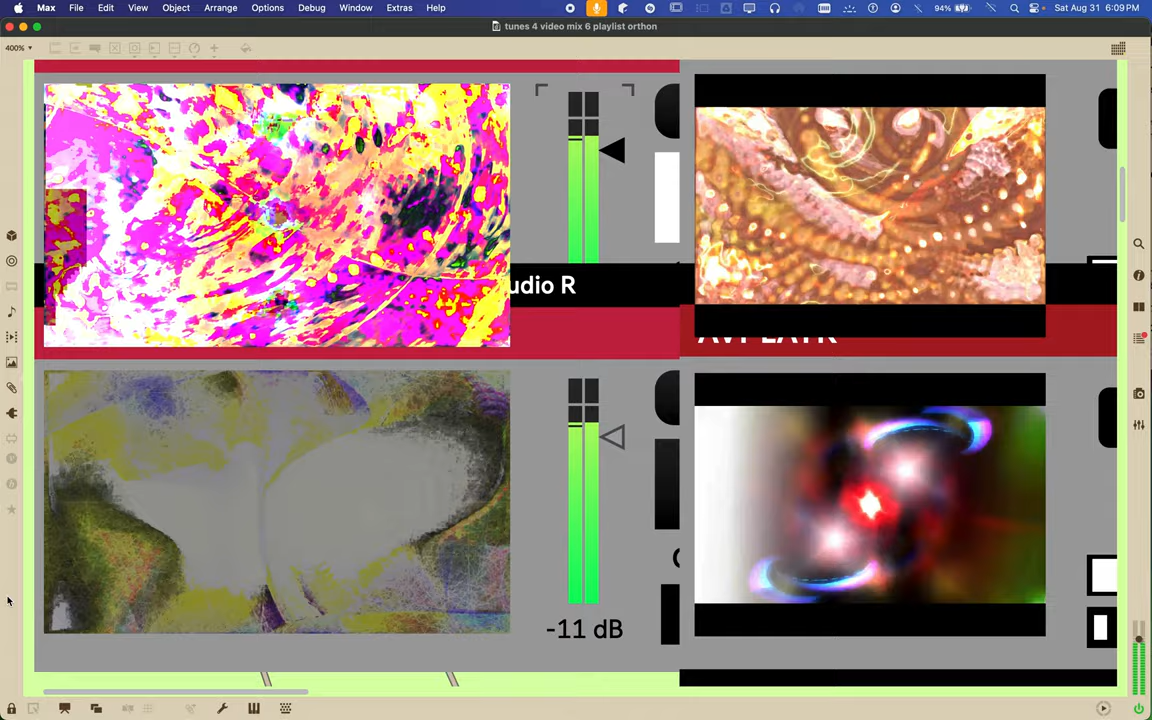 Max File Edit View Object Arrange Options Debug Window Extras Help 94% Sat Aug 31 6:09 PM
tunes 4 video mix 6 playlist orthon
400%
udio R
-11 dB